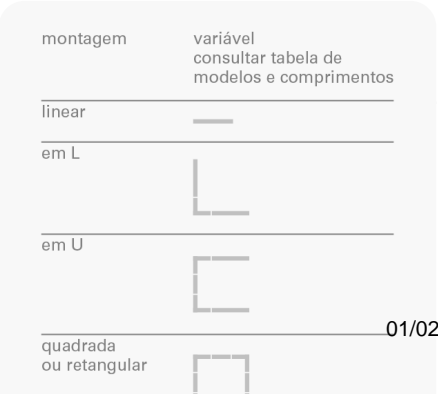 montagem
variável
consultar tabela de
modelos e comprimentos
linear
em L
em U
01/02
quadrada
ou retangular